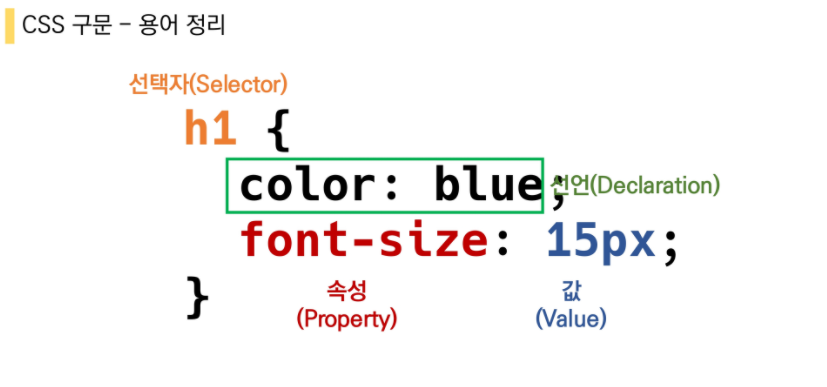 CSS 구문 - 용어 정리
선택자(Selector)
h1 {
color: blue; 선언(Declaration)
font-size: 15px;
}
속성 값
(Property) (Value)